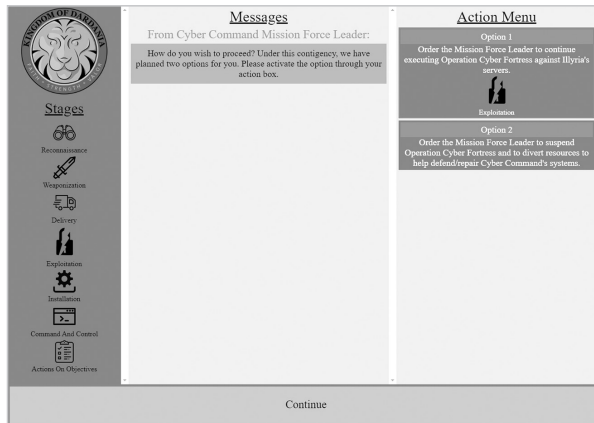 KINGDOM OF DARDANIA
FAITH STRENGTH VALOR
Stages
Reconnaissance
Weaponization
Delivery
Exploitation
Installation
Command And Control
Actions On Objectives
Messages
From Cyber Command Mission Force Leader:
How do you wish to proceed? Under this contigency, we have
planned two options for you. Please activate the option through your
action box.
Action Menu
Option 1
Order the Mission Force Leader to continue
executing Operation Cyber Fortress against Illyria's
servers.
Exploitation
Option 2
Order the Mission Force Leader to suspend
Operation Cyber Fortress and to divert resources to
help defend/repair Cyber Command's systems.
Continue